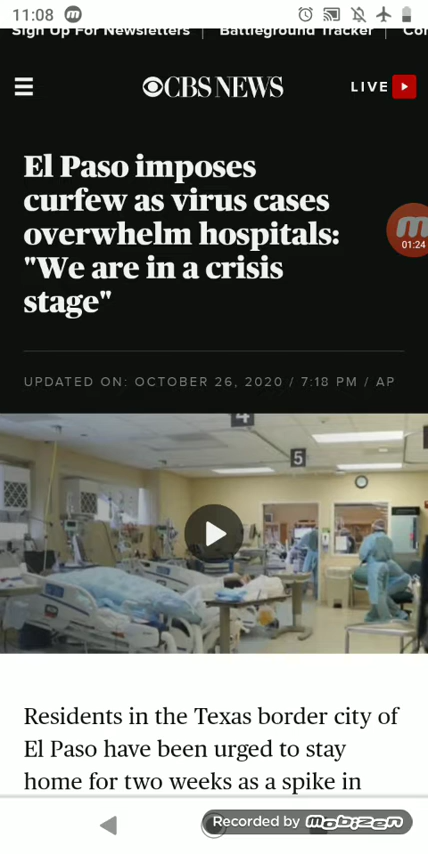 11:08
Sign Up For Newsletters | Battleground Tracker | Cor
CBS NEWS
LIVE
El Paso imposes
curfew as virus cases
overwhelm hospitals:
"We are in a crisis
stage"
01:24
UPDATED ON: OCTOBER 26, 2020 / 7:18 PM / AP
4
5
Residents in the Texas border city of
El Paso have been urged to stay
home for two weeks as a spike in
Recorded by mobizen